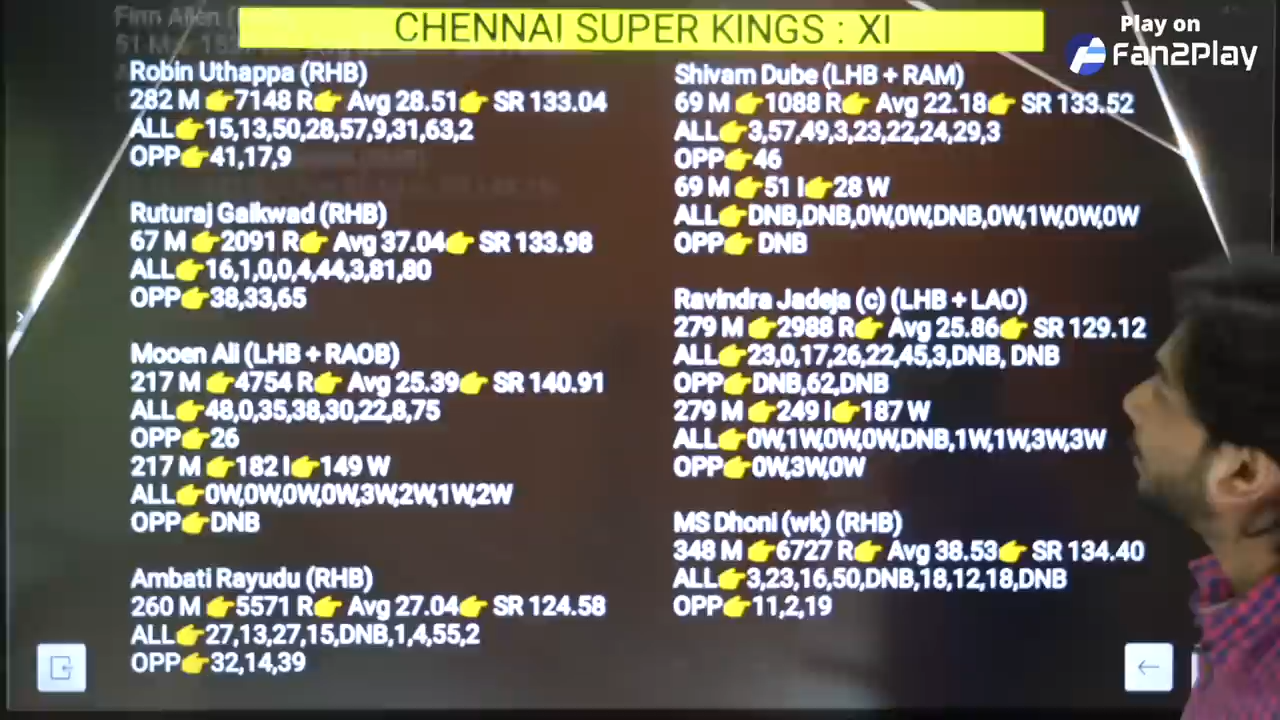 Finn Allen
CHENNAI SUPER KINGS : XI
Play on
Fan2Play
Robin Uthappa (RHB)
282 M 👉7148 R👉 Avg 28.51👉 SR 133.04
ALL👉15,13,50,28,57,9,31,63,2
OPP👉41,17,9
Ruturaj Gaikwad (RHB)
67 M 👉2091 R👉 Avg 37.04👉 SR 133.98
ALL👉16,1,0,0,4,44,3,81,80
OPP👉38,33,65
Mooen Ali (LHB + RAOB)
217 M 👉4754 R👉 Avg 25.39👉 SR 140.91
ALL👉48,0,35,38,30,22,8,75
OPP👉26
217 M 👉182 I👉149 W
ALL👉0W,0W,0W,0W,3W,2W,1W,2W
OPP👉DNB
Ambati Rayudu (RHB)
260 M 👉5571 R👉 Avg 27.04👉 SR 124.58
ALL👉27,13,27,15,DNB,1,4,55,2
OPP👉32,14,39
Shivam Dube (LHB + RAM)
69 M 👉1088 R👉 Avg 22.18👉 SR 133.52
ALL👉3,57,49,3,23,22,24,29,3
OPP👉46
69 M 👉51 I👉28 W
ALL👉DNB,DNB,0W,0W,DNB,0W,1W,0W,0W
OPP👉 DNB
Ravindra Jadeja (c) (LHB + LAO)
279 M 👉2988 R👉 Avg 25.86👉 SR 129.12
ALL👉23,0,17,26,22,45,3,DNB, DNB
OPP👉DNB,62,DNB
279 M 👉249 I👉187 W
ALL👉0W,1W,0W,0W,DNB,1W,1W,3W,3W
OPP👉0W,3W,0W
MS Dhoni (wk) (RHB)
348 M 👉6727 R👉 Avg 38.53👉 SR 134.40
ALL👉3,23,16,50,DNB,18,12,18,DNB
OPP👉11,2,19